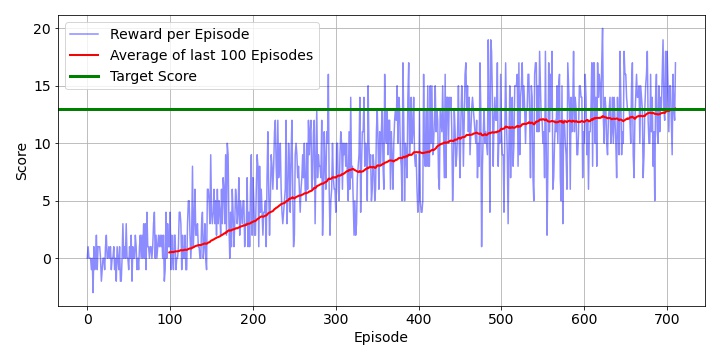 Reward per Episode
Average of last 100 Episodes
Target Score
Score
20
15
10
5
0
0 100 200 300 400 500 600 700
Episode